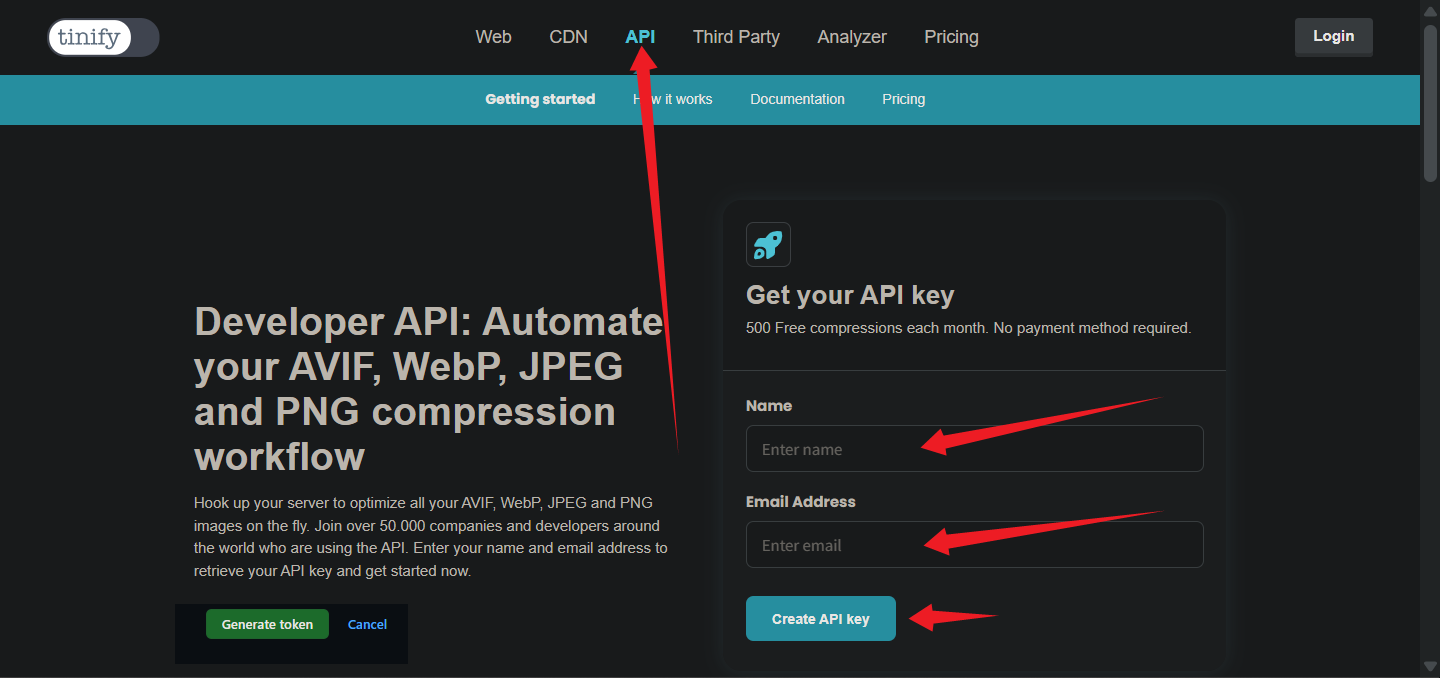 tinify
Web CDN API Third Party Analyzer Pricing
Login
Getting started How it works Documentation Pricing
Developer API: Automate
your AVIF, WebP, JPEG
and PNG compression
workflow
Hook up your server to optimize all your AVIF, WebP, JPEG and PNG
images on the fly. Join over 50.000 companies and developers around
the world who are using the API. Enter your name and email address to
retrieve your API key and get started now.
Generate token Cancel
Get your API key
500 Free compressions each month. No payment method required.
Name
Enter name
Email Address
Enter email
Create API key